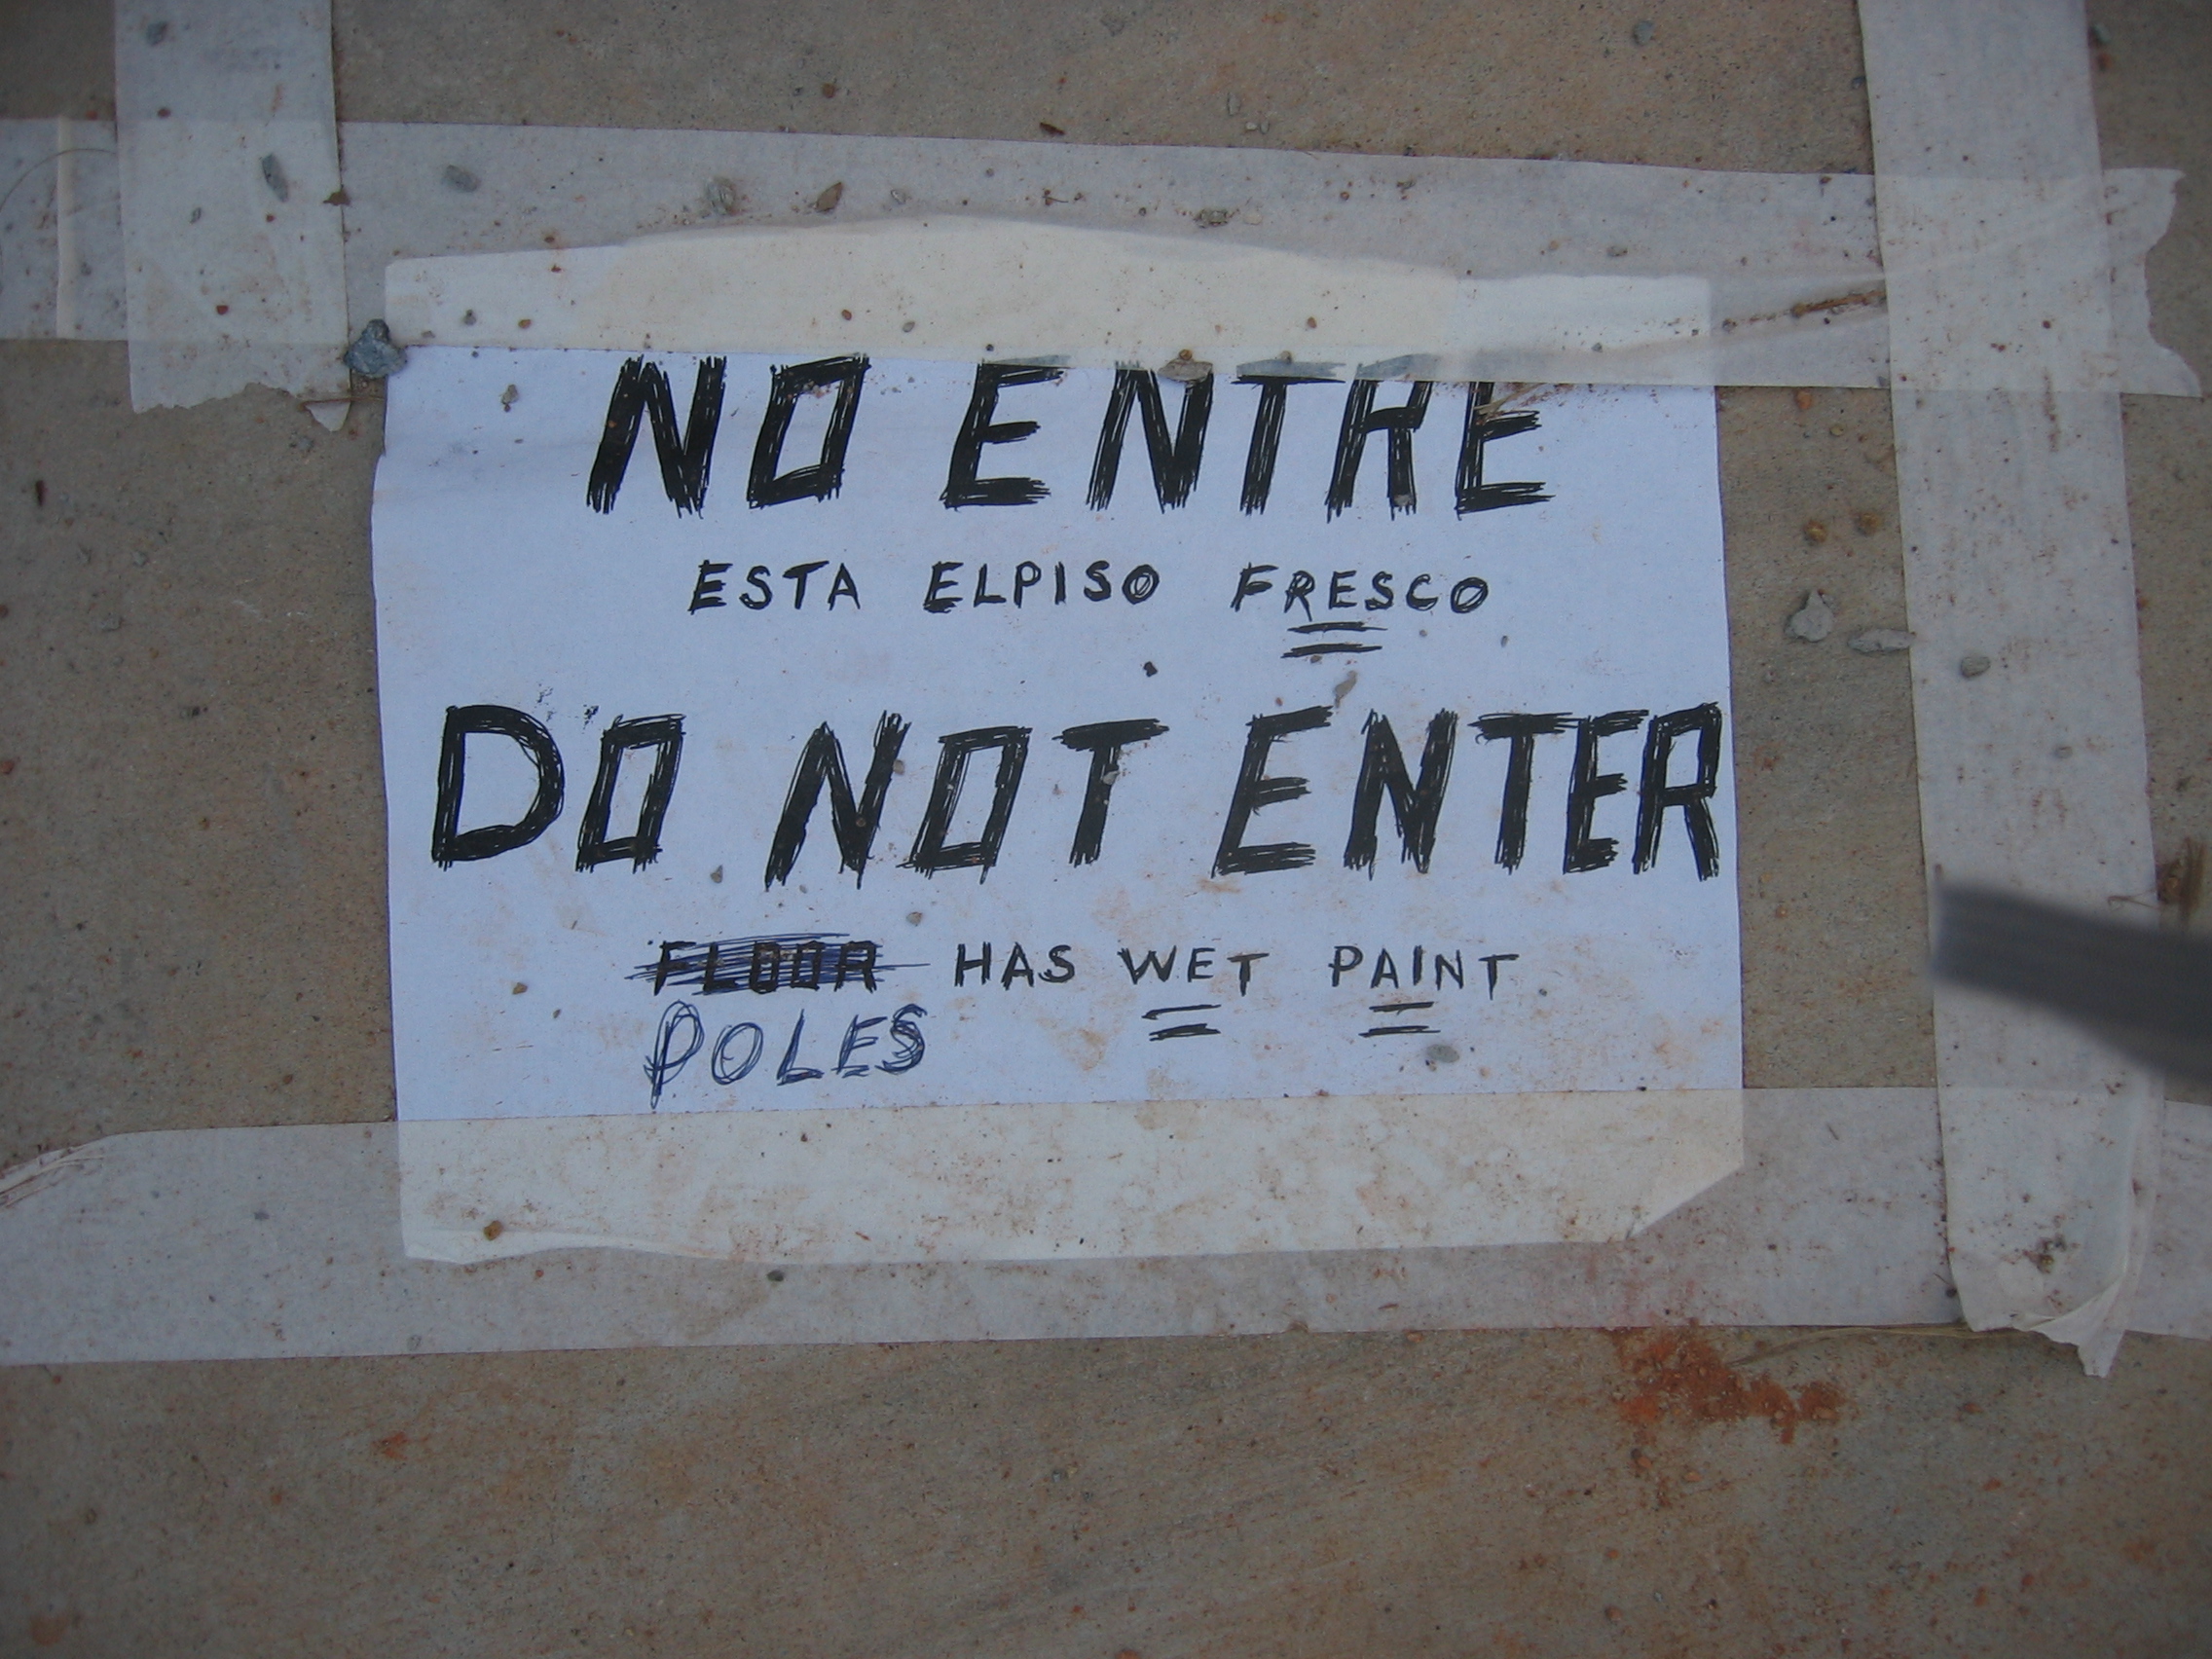 NO ENTRE
ESTA ELPISO FRESCO
DO NOT ENTER
FLOOR HAS WET PAINT
POLES